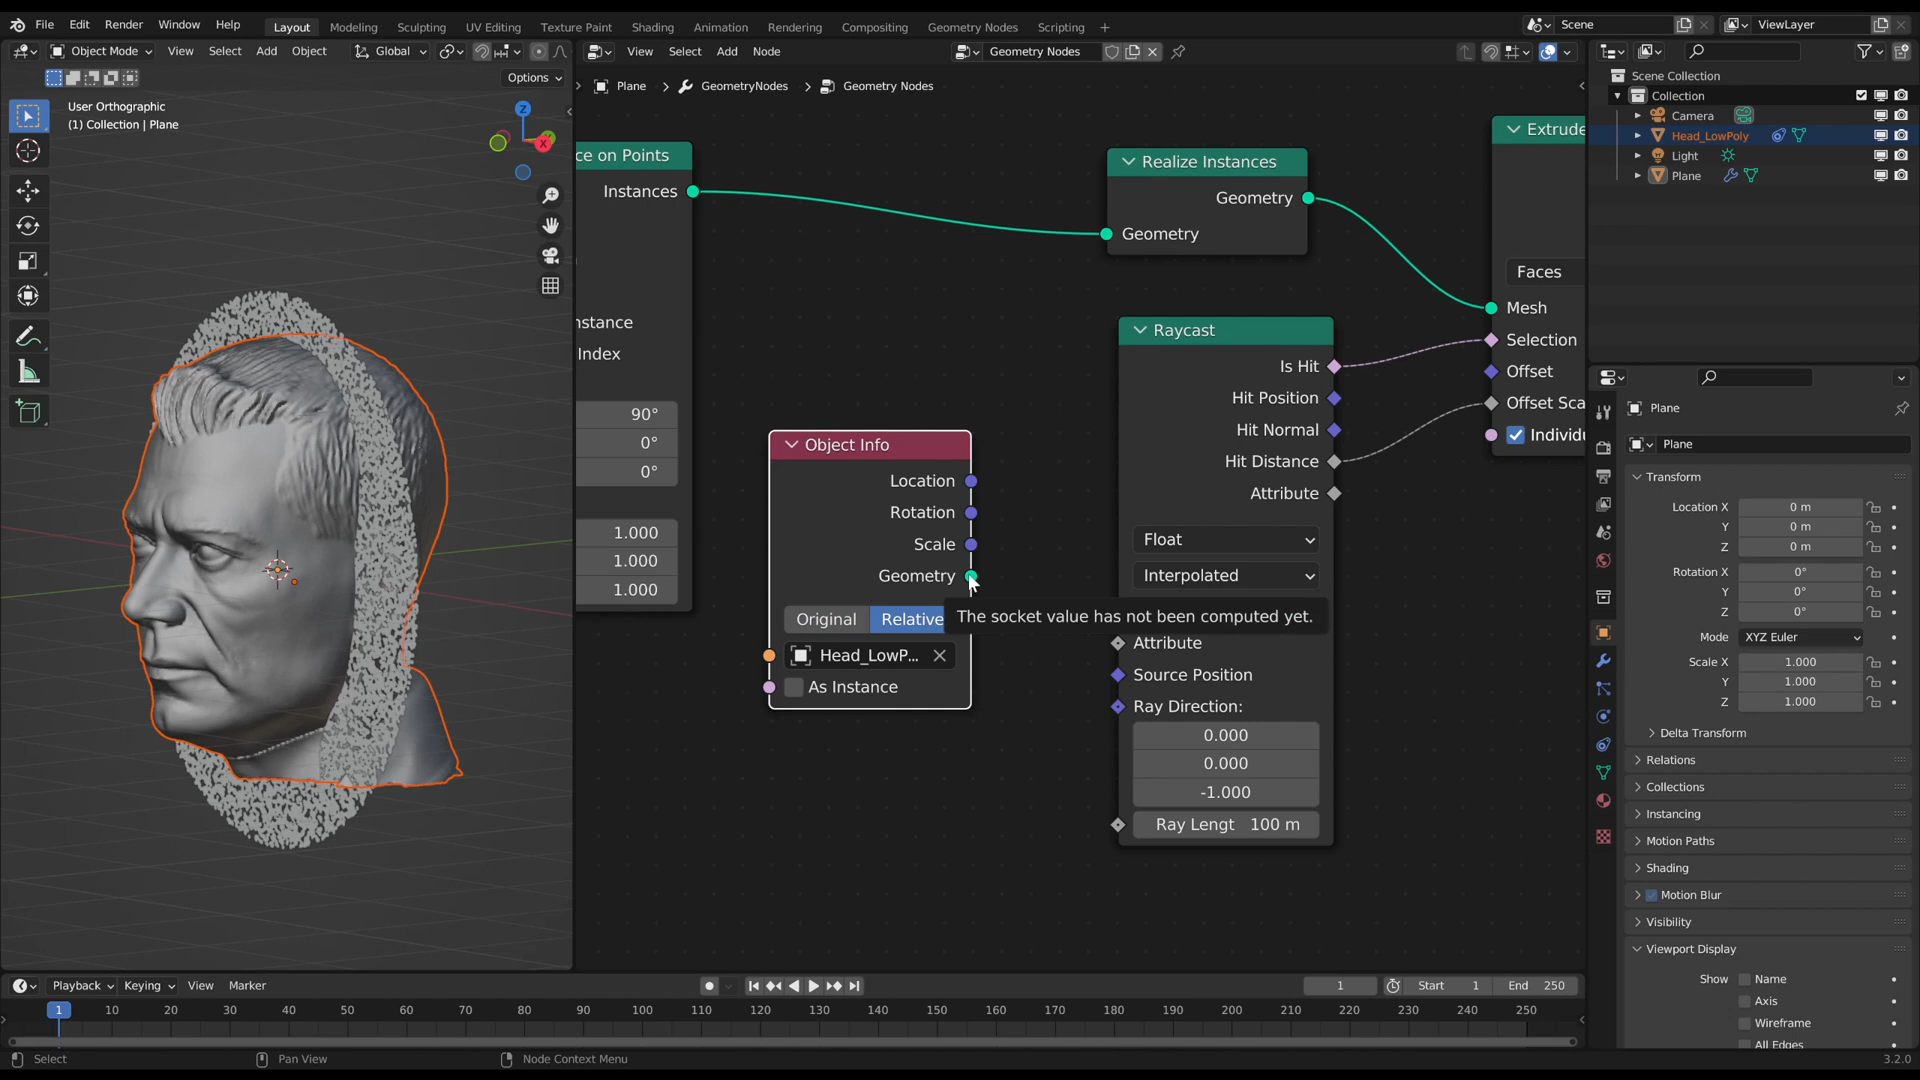 File Edit Render Window Help Layout Modeling Sculpting UV Editing Texture Paint Shading Animation Rendering Compositing Geometry Nodes Scripting + Scene ViewLayer
Object Mode View Select Add Object Global View Select Add Node Geometry Nodes
Options
Plane > GeometryNodes > Geometry Nodes
User Orthographic
(1) Collection | Plane
Z
Y
X
ce on Points
Instances
nstance
Index
90°
0°
0°
1.000
1.000
1.000
Object Info
Location
Rotation
Scale
Geometry
Original Relative
Head_LowP...
As Instance
The socket value has not been computed yet.
Realize Instances
Geometry
Geometry
Raycast
Is Hit
Hit Position
Hit Normal
Hit Distance
Attribute
Float
Interpolated
Attribute
Source Position
Ray Direction:
0.000
0.000
-1.000
Ray Lengt 100 m
Extrude
Faces
Mesh
Selection
Offset
Offset Sca
Individu
Scene Collection
Collection
Camera
Head_LowPoly
Light
Plane
Plane
Plane
Transform
Location X 0 m
Y 0 m
Z 0 m
Rotation X 0°
Y 0°
Z 0°
Mode XYZ Euler
Scale X 1.000
Y 1.000
Z 1.000
Delta Transform
Relations
Collections
Instancing
Motion Paths
Shading
Motion Blur
Visibility
Viewport Display
Show Name
Axis
Wireframe
All Edges
Playback Keying View Marker 1 Start 1 End 250
1 10 20 30 40 50 60 70 80 90 100 110 120 130 140 150 160 170 180 190 200 210 220 230 240 250
Select Pan View Node Context Menu 3.2.0